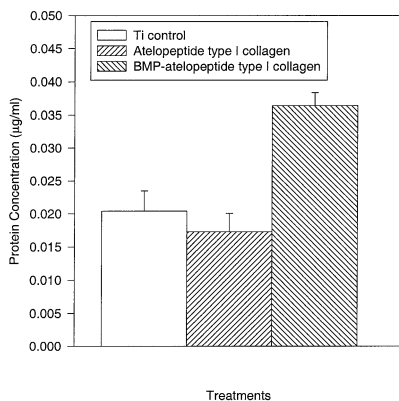 0.050
0.045
0.040
0.035
0.030
0.025
0.020
0.015
0.010
0.005
0.000
Protein Concentration (µg/ml)
Ti control
Atelopeptide type I collagen
BMP-atelopeptide type I collagen
Treatments